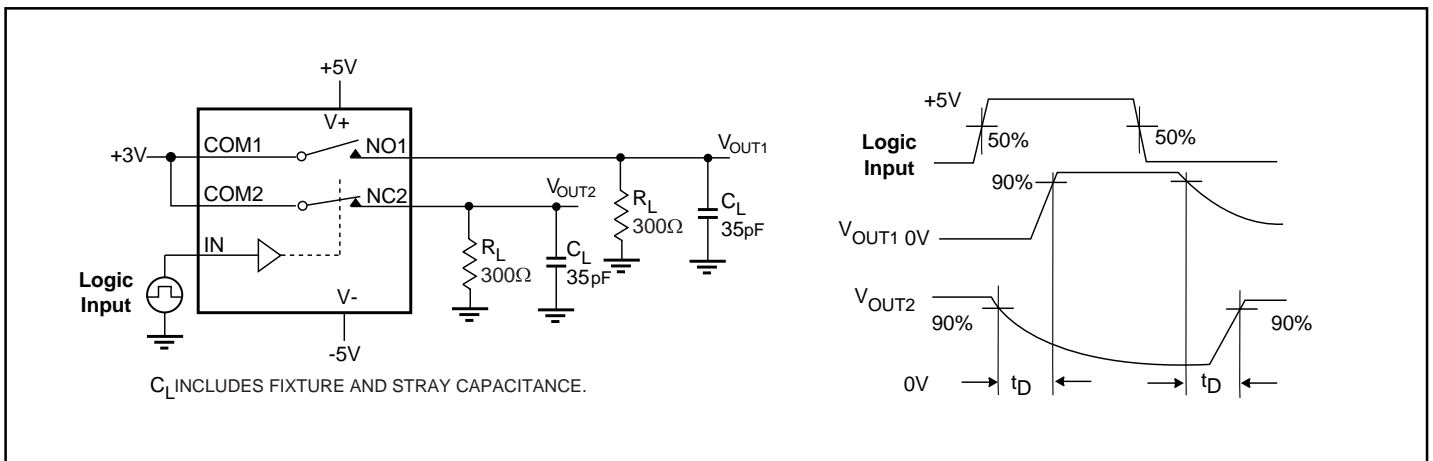 +5V
V+
+3V
COM1
NO1
VOUT1
COM2
NC2
VOUT2
RL
300Ω
CL
35pF
IN
RL
300Ω
CL
35pF
Logic
Input
V-
-5V
CL INCLUDES FIXTURE AND STRAY CAPACITANCE.
+5V
Logic
Input
50%
50%
90%
VOUT1 0V
VOUT2
90%
90%
0V
tD
tD